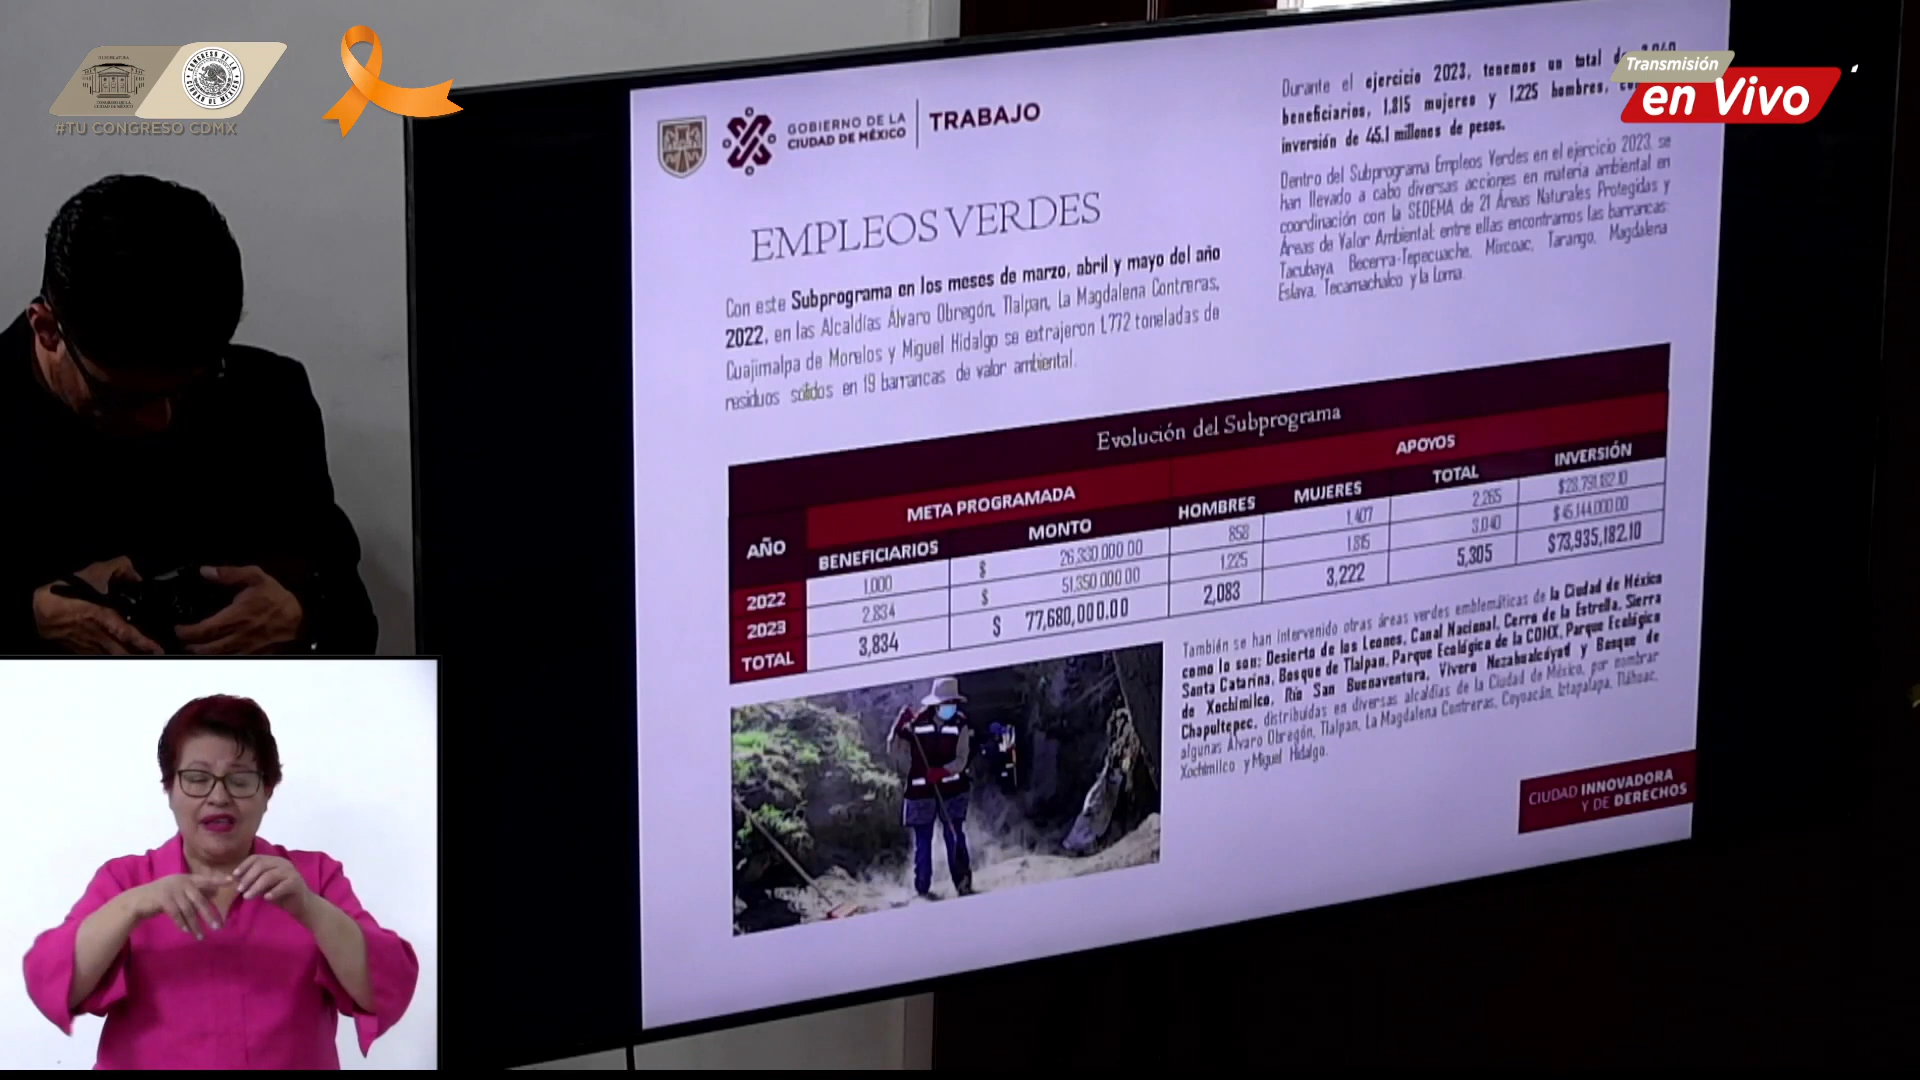 III LEGISLATURA
CONGRESO DE LA
CIUDAD DE MÉXICO
#TU CONGRESO CDMX
Transmisión
en Vivo
GOBIERNO DE LA
CIUDAD DE MÉXICO
TRABAJO
EMPLEOS VERDES
Con este Subprograma en los meses de marzo, abril y mayo del año
2022, en las Alcaldías Álvaro Obregón, Tlalpan, La Magdalena Contreras,
Cuajimalpa de Morelos y Miguel Hidalgo se extrajeron 1,772 toneladas de
residuos sólidos en 19 barrancas de valor ambiental.
Durante el ejercicio 2023, tenemos un total
beneficiarios, 1,815 mujeres y 1,225 hombres,
inversión de 45.1 millones de pesos.
Dentro del Subprograma Empleos Verdes en el ejercicio 2023, se
han llevado a cabo diversas acciones en materia ambiental en
coordinación con la SEDEMA de 21 Áreas Naturales Protegidas y
Áreas de Valor Ambiental; entre ellas encontramos las barrancas:
Tacubaya, Becerra-Tepecuache, Mixcoac, Tarango, Magdalena
Eslava, Tecamachalco y la Loma.
Evolución del Subprograma
META PROGRAMADA APOYOS
AÑO BENEFICIARIOS MONTO HOMBRES MUJERES TOTAL INVERSIÓN
2022 1,000 $ 26,330,000.00 858 1,407 2,265 $28,791,182.10
2023 2,834 $ 51,350,000.00 1,225 1,815 3,040 $45,144,000.00
TOTAL 3,834 $ 77,680,000.00 2,083 3,222 5,305 $73,935,182.10
También se han intervenido otras áreas verdes emblemáticas de la Ciudad de México
como lo son: Desierto de los Leones, Canal Nacional, Cerro de la Estrella, Sierra
Santa Catarina, Bosque de Tlalpan, Parque Ecológico de la CDMX, Parque Ecológico
de Xochimilco, Río San Buenaventura, Vivero Nezahualcóyotl y Bosque de
Chapultepec, distribuidas en diversas alcaldías de la Ciudad de México, por nombrar
algunas Álvaro Obregón, Tlalpan, La Magdalena Contreras, Coyoacán, Iztapalapa, Tláhuac,
Xochimilco y Miguel Hidalgo.
CIUDAD INNOVADORA
Y DE DERECHOS